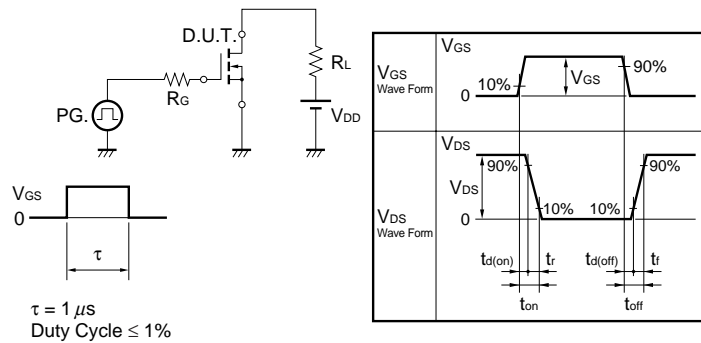 D.U.T.
RL
RG
PG.
VDD
VGS
0
τ
τ = 1 μs
Duty Cycle ≤ 1%
VGS
Wave Form
VGS
10%
VGS
90%
0
VDS
Wave Form
VDS
90%
90%
VDS
10%
10%
0
td(on)
tr
td(off)
tf
ton
toff